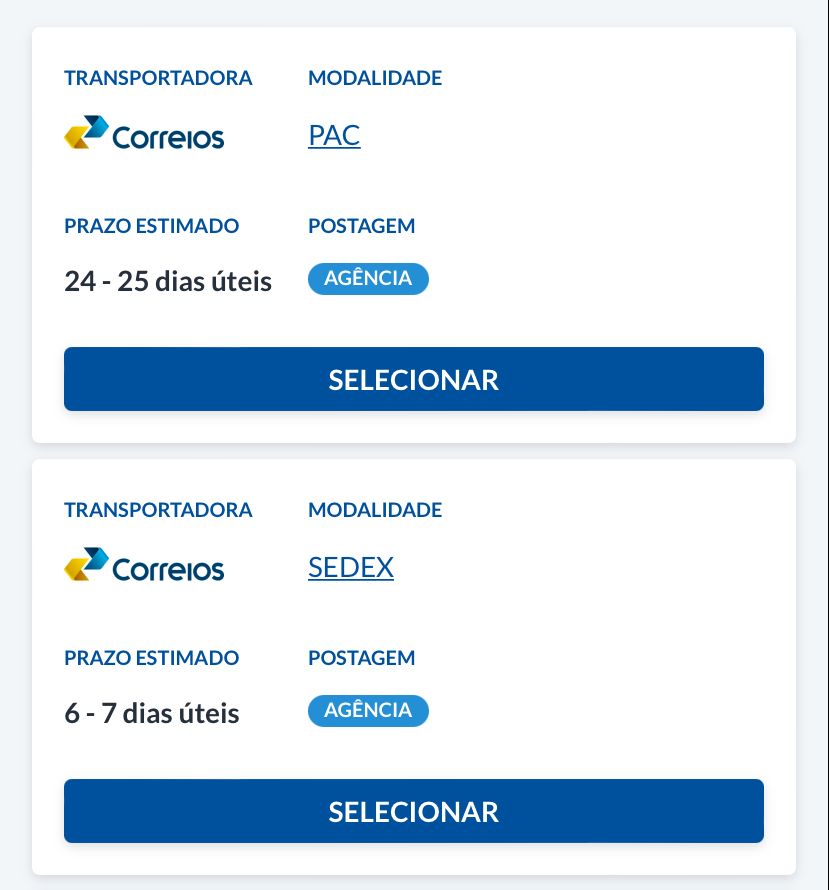 TRANSPORTADORA MODALIDADE
Correios PAC
PRAZO ESTIMADO POSTAGEM
24 - 25 dias úteis AGÊNCIA
SELECIONAR
TRANSPORTADORA MODALIDADE
Correios SEDEX
PRAZO ESTIMADO POSTAGEM
6 - 7 dias úteis AGÊNCIA
SELECIONAR